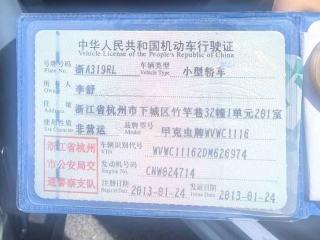 中华人民共和国机动车行驶证
Vehicle License of the People's Republic of China
号牌号码 浙A319RL 车辆类型 小型轿车
Plate No. Vehicle Type
所有人 李舒
Owner
住址 浙江省杭州市下城区竹竿巷32幢1单元201室
Address
使用性质 非营运 品牌型号 甲克虫牌WVWC1116
Use Character Model
浙江省杭州 车辆识别代号 WVWC11162DM626974
VIN
市公安局交 发动机号码 CNW024714
Engine No.
通警察支队 注册日期 2013-01-24 发证日期 2013-01-24
Register Date Issue Date